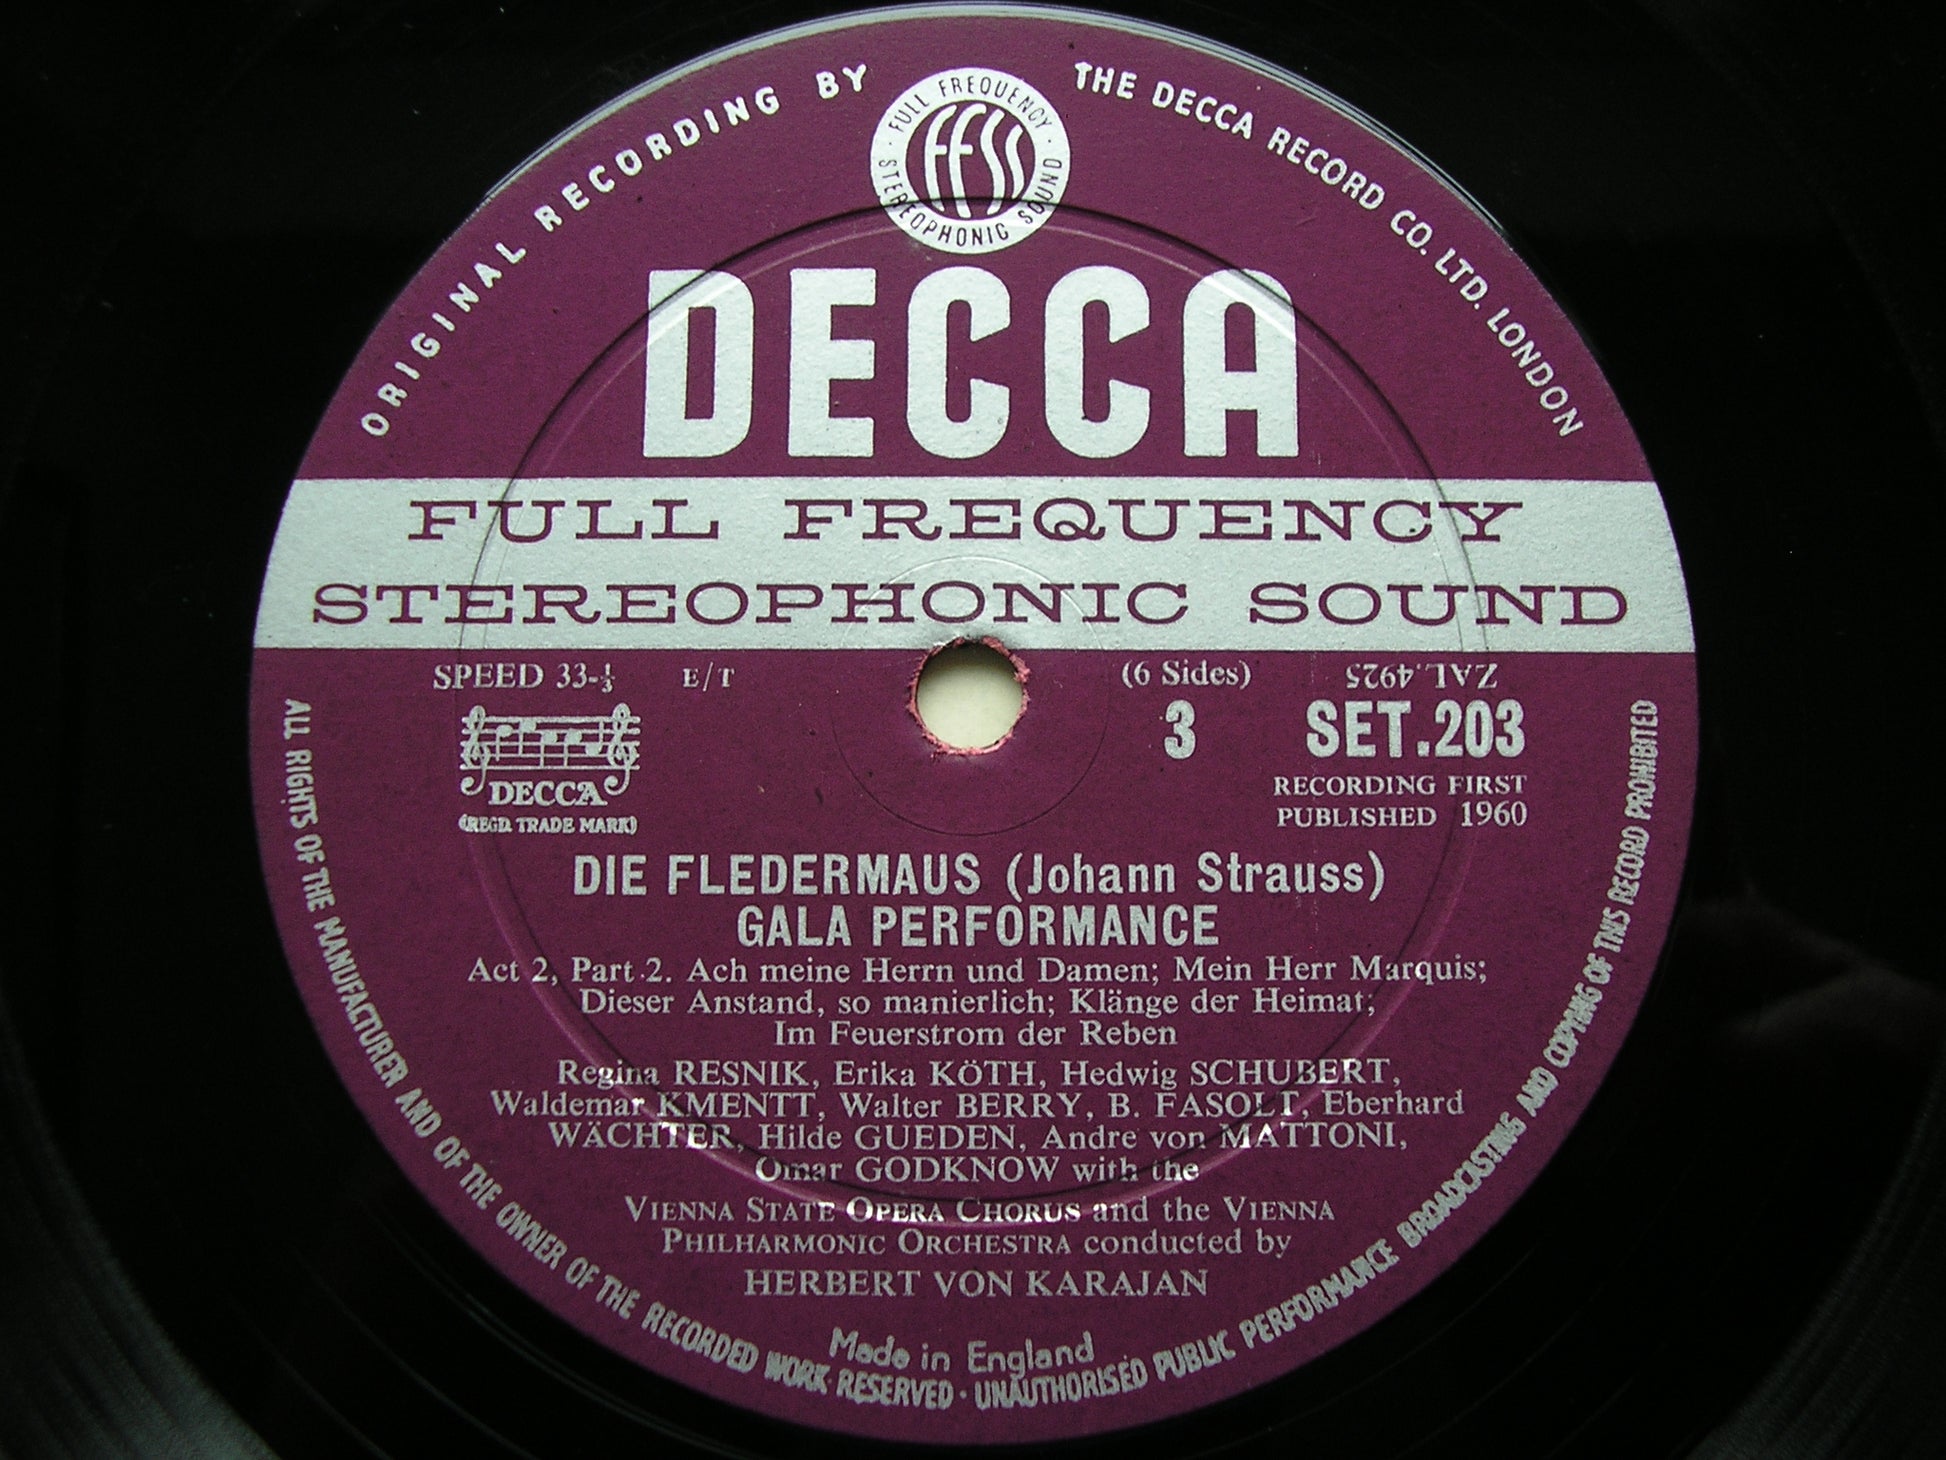 ORIGINAL RECORDING BY THE DECCA RECORD CO. LTD. LONDON
FULL FREQUENCY
STEREOPHONIC SOUND
FFSS
DECCA
FULL FREQUENCY
STEREOPHONIC SOUND
SPEED 33-⅓ E/T (6 Sides) ZAL.4925
3 SET.203
DECCA
(REGD. TRADE MARK)
RECORDING FIRST
PUBLISHED 1960
DIE FLEDERMAUS (Johann Strauss)
GALA PERFORMANCE
Act 2, Part 2. Ach meine Herrn und Damen; Mein Herr Marquis;
Dieser Anstand, so manierlich; Klänge der Heimat;
Im Feuerstrom der Reben
Regina RESNIK, Erika KÖTH, Hedwig SCHUBERT,
Waldemar KMENTT, Walter BERRY, B. FASOLT, Eberhard
WÄCHTER, Hilde GUEDEN, Andre von MATTONI,
Omar GODKNOW with the
VIENNA STATE OPERA CHORUS and the VIENNA
PHILHARMONIC ORCHESTRA conducted by
HERBERT VON KARAJAN
Made in England
ALL RIGHTS OF THE MANUFACTURER AND OF THE OWNER OF THE RECORDED WORK RESERVED · UNAUTHORISED PUBLIC PERFORMANCE BROADCASTING AND COPYING OF THIS RECORD PROHIBITED